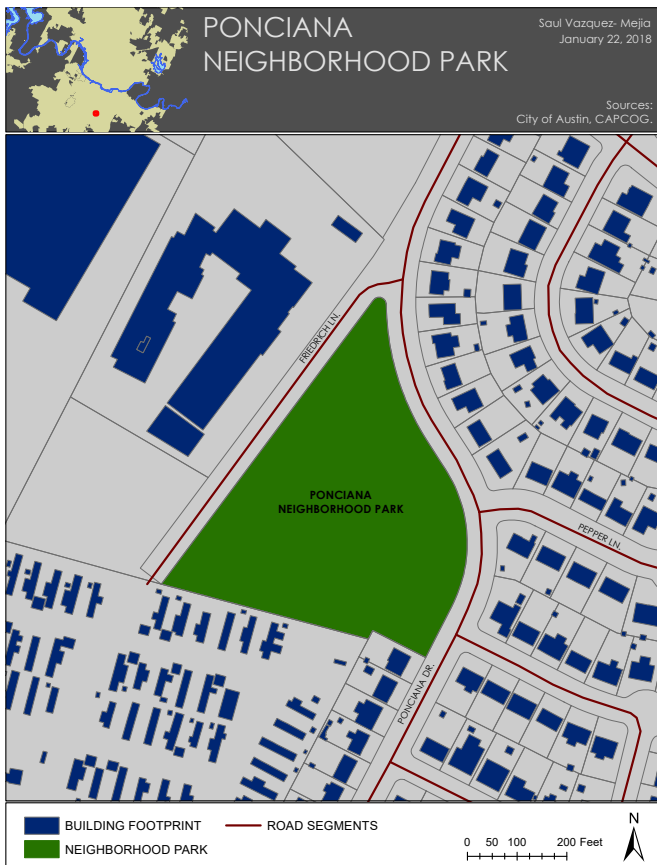 PONCIANA
NEIGHBORHOOD PARK
Saul Vazquez- Mejia
January 22, 2018
Sources:
City of Austin, CAPCOG.
FRIEDRICH LN.
PONCIANA
NEIGHBORHOOD PARK
PEPPER LN.
PONCIANA DR.
BUILDING FOOTPRINT
ROAD SEGMENTS
NEIGHBORHOOD PARK
0 50 100 200 Feet
N